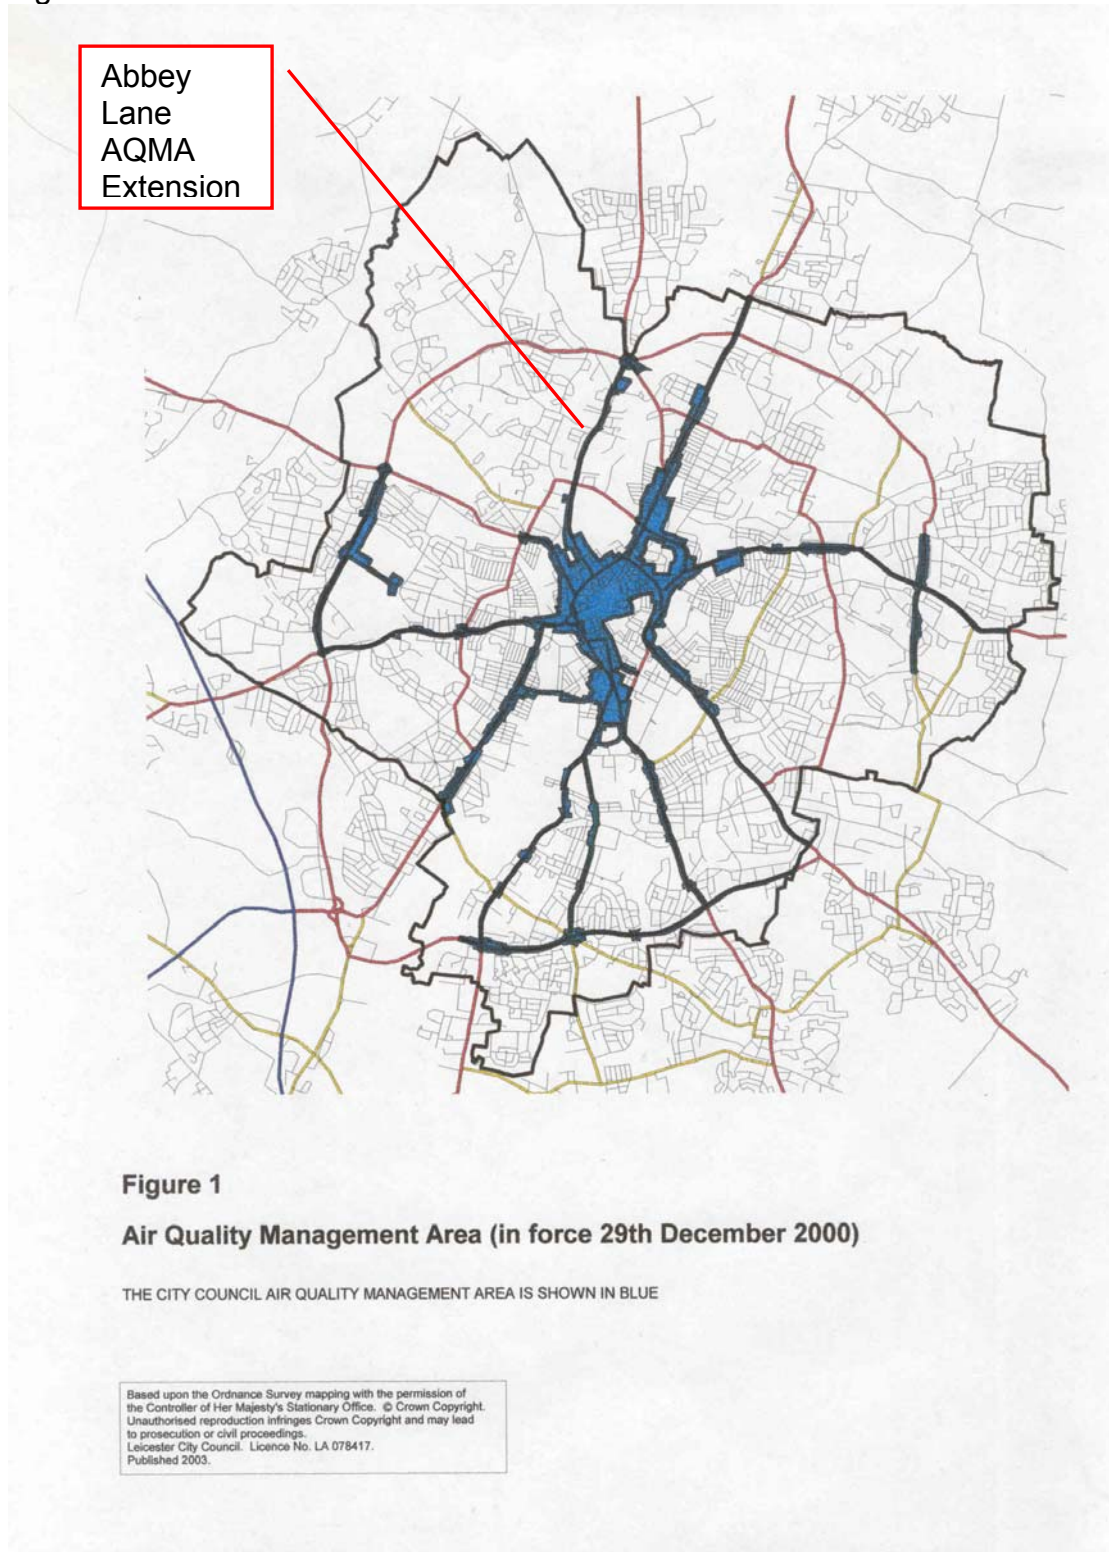 Abbey
Lane
AQMA
Extension
Figure 1
Air Quality Management Area (in force 29th December 2000)
THE CITY COUNCIL AIR QUALITY MANAGEMENT AREA IS SHOWN IN BLUE
Based upon the Ordnance Survey mapping with the permission of
the Controller of Her Majesty's Stationary Office. © Crown Copyright.
Unauthorised reproduction infringes Crown Copyright and may lead
to prosecution or civil proceedings.
Leicester City Council. Licence No. LA 078417.
Published 2003.